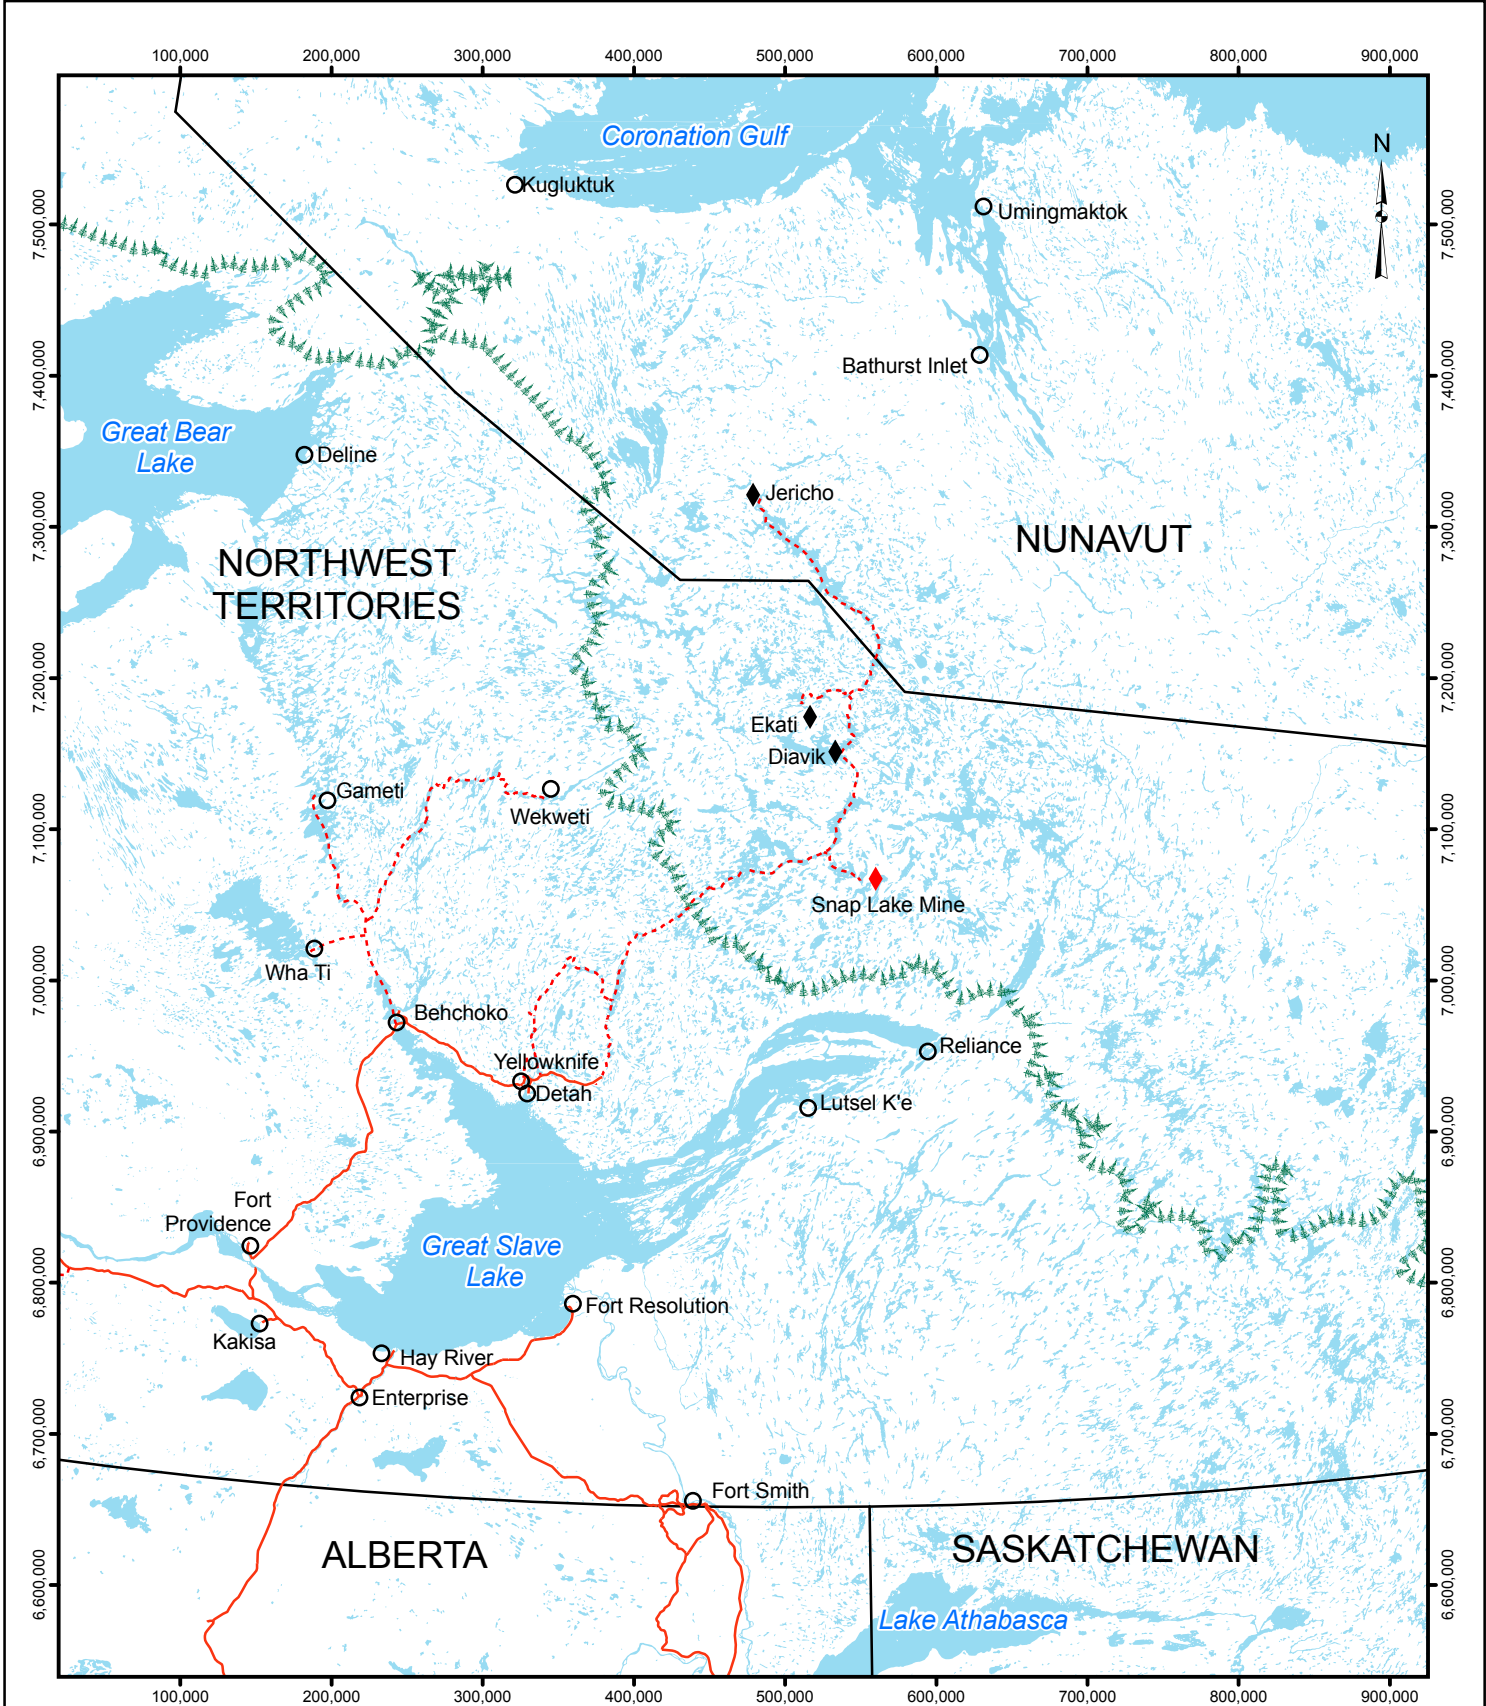 100,000 200,000 300,000 400,000 500,000 600,000 700,000 800,000 900,000
Coronation Gulf
N
Kugluktuk
Umingmaktok
7,500,000
7,500,000
Bathurst Inlet
7,400,000
7,400,000
Great Bear
Lake
Deline
Jericho
7,300,000
7,300,000
NUNAVUT
NORTHWEST
TERRITORIES
7,200,000
7,200,000
Ekati
Diavik
Gameti
Wekweti
7,100,000
7,100,000
Snap Lake Mine
Wha Ti
7,000,000
7,000,000
Behchoko
Reliance
Yellowknife
Detah
Lutsel K'e
6,900,000
6,900,000
Fort
Providence
Great Slave
Lake
6,800,000
6,800,000
Fort Resolution
Kakisa
Hay River
Enterprise
6,700,000
6,700,000
Fort Smith
ALBERTA
SASKATCHEWAN
6,600,000
6,600,000
Lake Athabasca
100,000 200,000 300,000 400,000 500,000 600,000 700,000 800,000 900,000